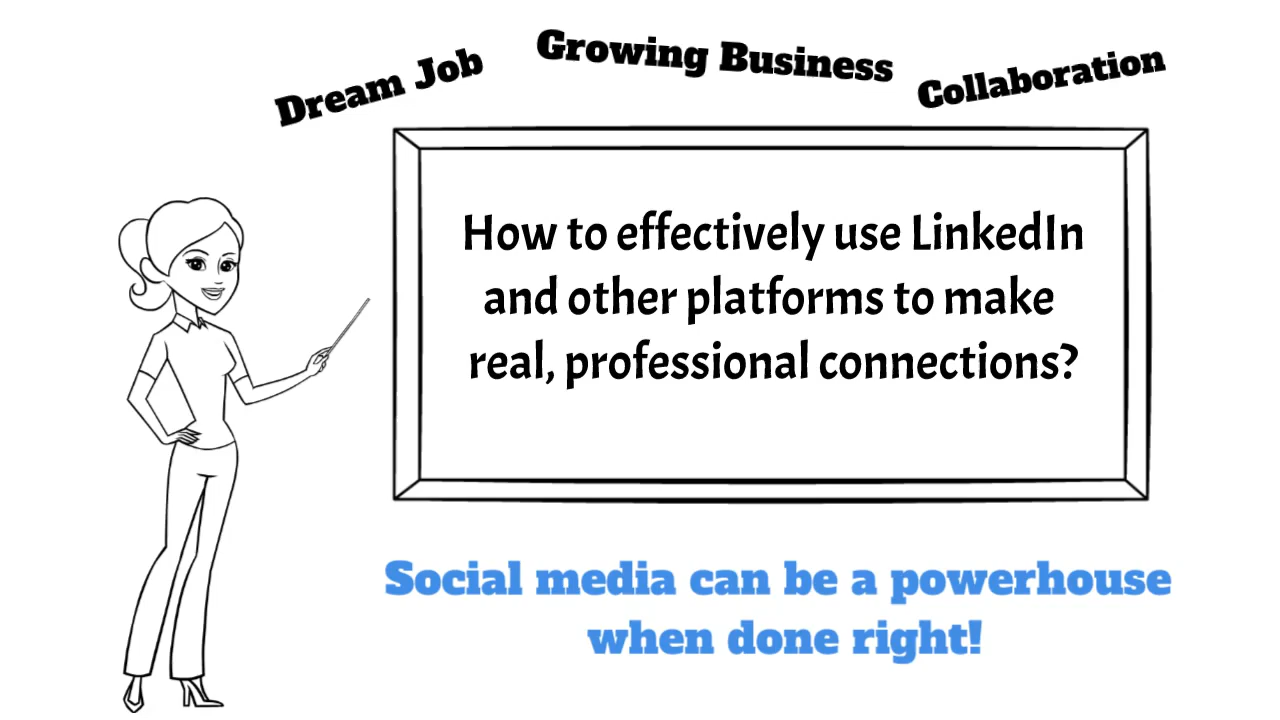 Dream Job
Growing Business
Collaboration
How to effectively use LinkedIn
and other platforms to make
real, professional connections?
Social media can be a powerhouse
when done right!